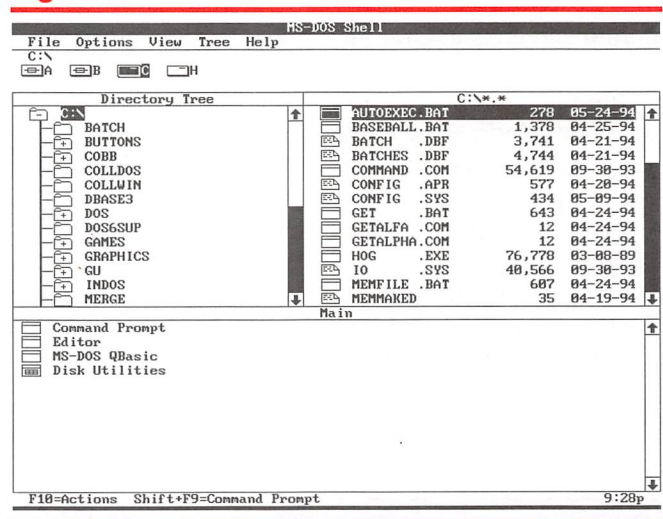 MS-DOS Shell
File Options View Tree Help
C:\
A B C H
Directory Tree
C:\
BATCH
BUTTONS
COBB
COLLDOS
COLLWIN
DBASE3
DOS
DOS6SUP
GAMES
GRAPHICS
GU
INDOS
MERGE
C:\*.*
AUTOEXEC.BAT 278 05-24-94
BASEBALL.BAT 1,378 04-25-94
BATCH .DBF 3,741 04-21-94
BATCHES .DBF 4,744 04-21-94
COMMAND .COM 54,619 09-30-93
CONFIG .APR 577 04-20-94
CONFIG .SYS 434 05-09-94
GET .BAT 643 04-24-94
GETALFA .COM 12 04-24-94
GETALPHA.COM 12 04-24-94
HOG .EXE 76,778 03-08-89
IO .SYS 40,566 09-30-93
MEMFILE .BAT 607 04-24-94
MEMMAKED 35 04-19-94
Main
Command Prompt
Editor
MS-DOS QBasic
Disk Utilities
F10=Actions Shift+F9=Command Prompt 9:28p